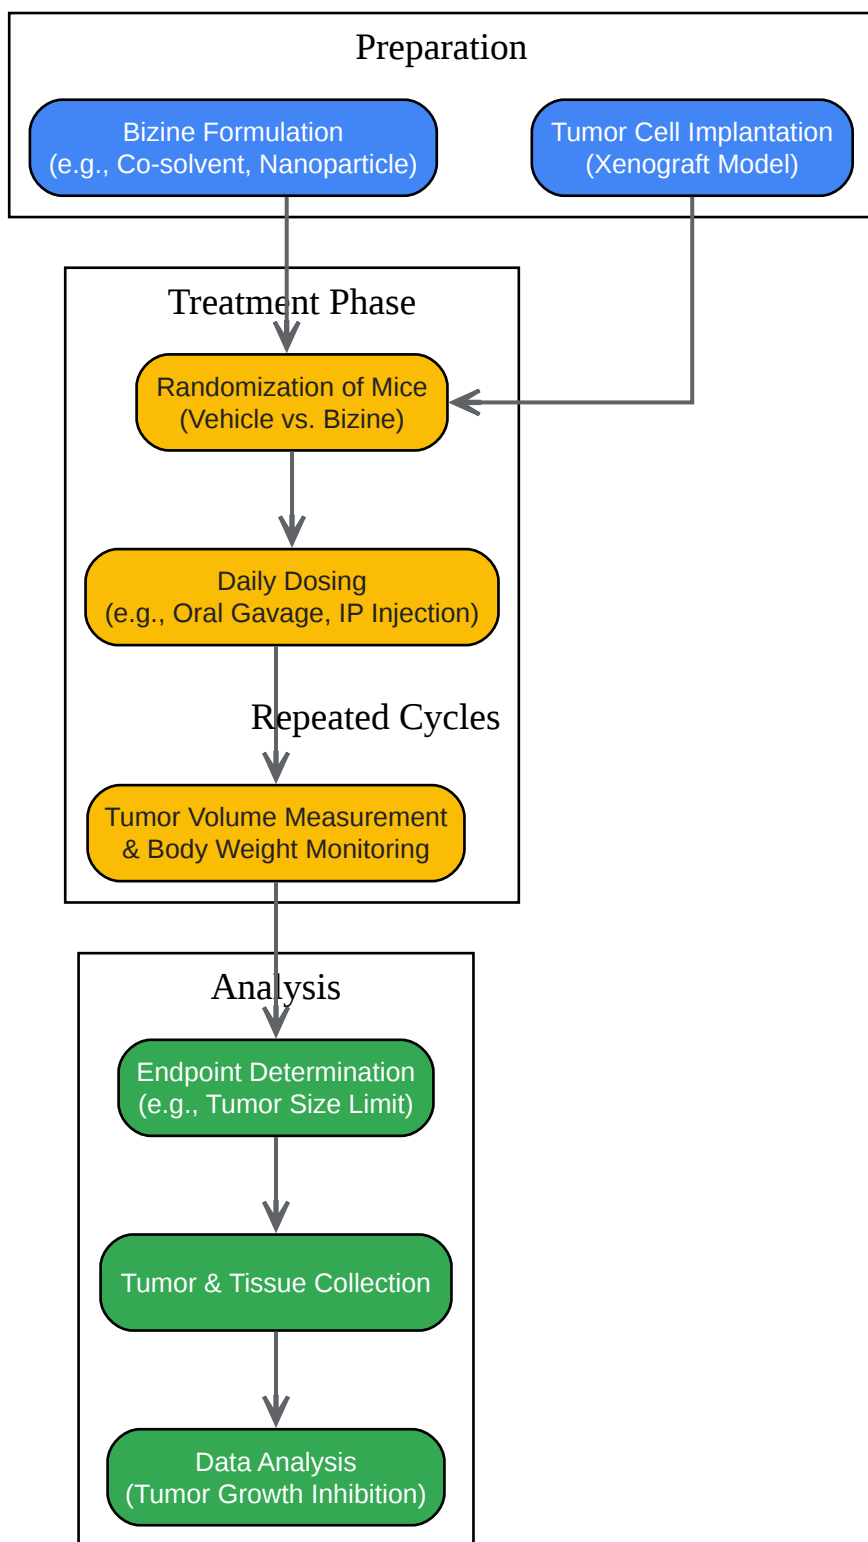 Preparation
Bizine Formulation
(e.g., Co-solvent, Nanoparticle)
Tumor Cell Implantation
(Xenograft Model)
Treatment Phase
Randomization of Mice
(Vehicle vs. Bizine)
Daily Dosing
(e.g., Oral Gavage, IP Injection)
Repeated Cycles
Tumor Volume Measurement
& Body Weight Monitoring
Analysis
Endpoint Determination
(e.g., Tumor Size Limit)
Tumor & Tissue Collection
Data Analysis
(Tumor Growth Inhibition)